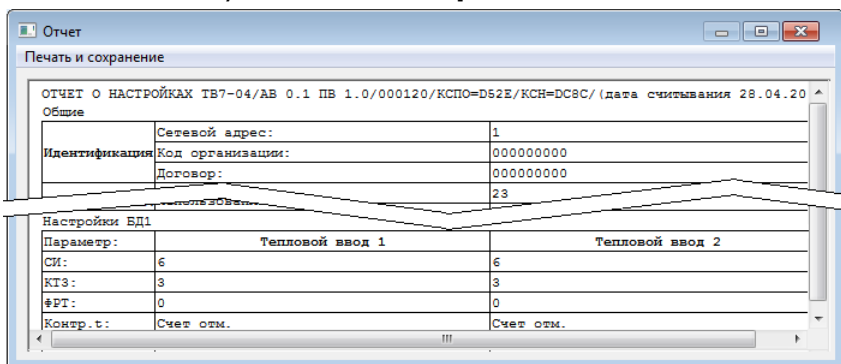 Отчет
Печать и сохранение
ОТЧЕТ О НАСТРОЙКАХ ТВ7-04/АВ 0.1 ПВ 1.0/000120/КСПО=D52E/КСН=DC8C/(дата считывания 28.04.20
Общие
Идентификация
Сетевой адрес: 1
Код организации: 000000000
Договор: 000000000
23
Настройки БД1
Параметр: Тепловой ввод 1 Тепловой ввод 2
СИ: 6 6
КТ3: 3 3
ФРТ: 0 0
Контр.t: Счет отм. Счет отм.